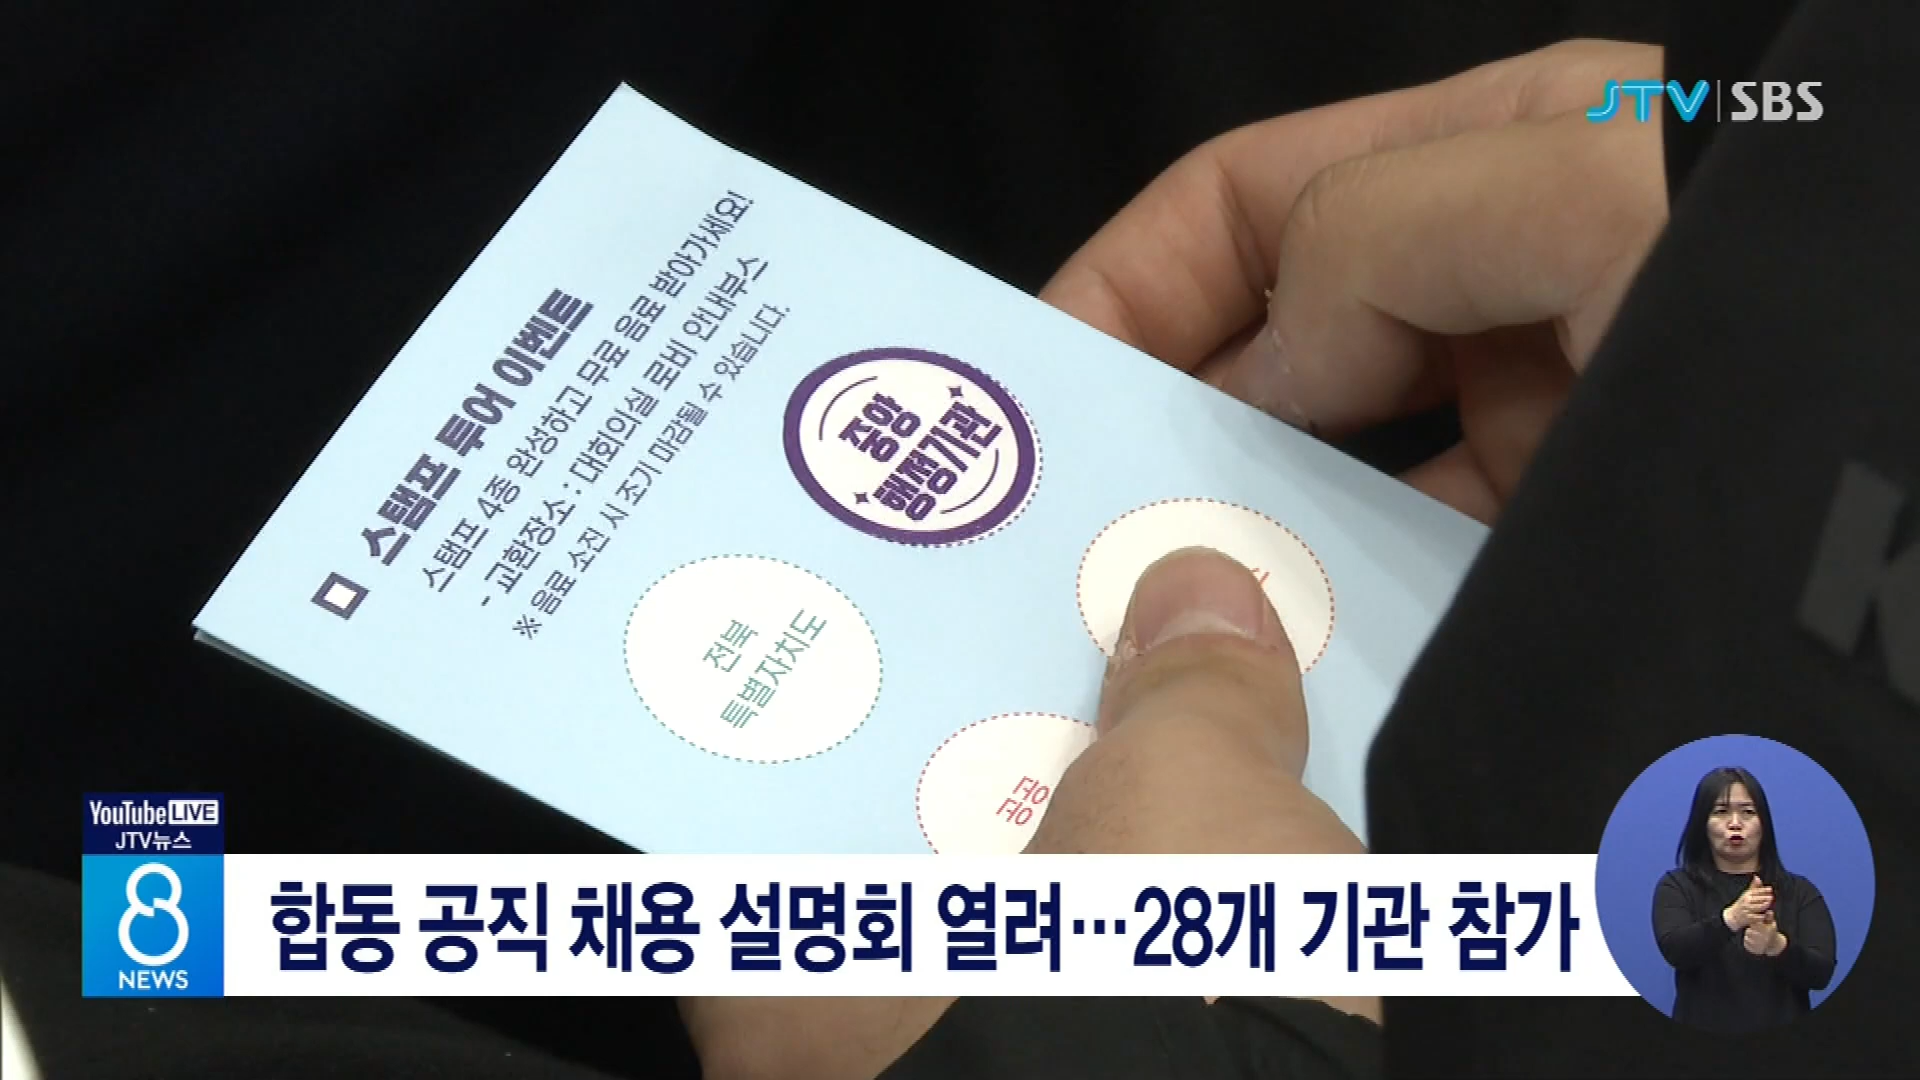 JTV SBS
스탬프 투어 이벤트
스탬프 4종 완성하고 무료 음료 받아가세요!
- 교환장소 : 대회의실 로비 안내부스
※ 음료 소진 시 조기 마감될 수 있습니다.
중앙
행정기관
전북
특별자치도
공공
YouTube LIVE
JTV뉴스
8
NEWS
합동 공직 채용 설명회 열려…28개 기관 참가